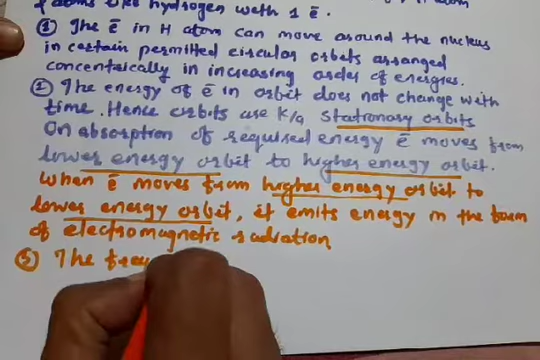 like hydrogen with 1 ē.
① The ē in H atom can move around the nucleus
in certain permitted circular orbits arranged
concentrically in increasing order of energies.
② The energy of ē in orbit does not change with
time. Hence orbits are k/a stationary orbits
On absorption of required energy ē moves from
lower energy orbit to higher energy orbit.
When ē moves from higher energy orbit to
lower energy orbit, it emits energy in the form
of electromagnetic radiation
③ The freq